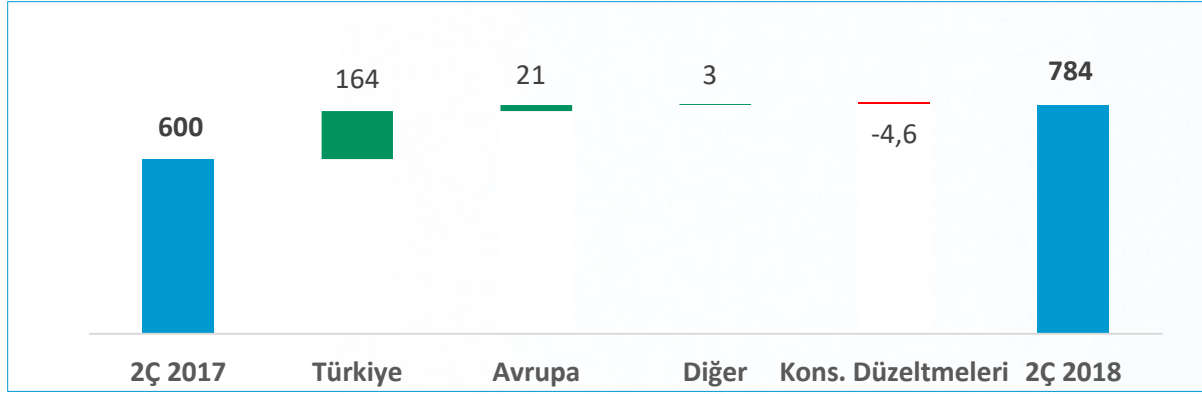 600
164
21
3
-4,6
784
2Ç 2017
Türkiye
Avrupa
Diğer
Kons. Düzeltmeleri
2Ç 2018